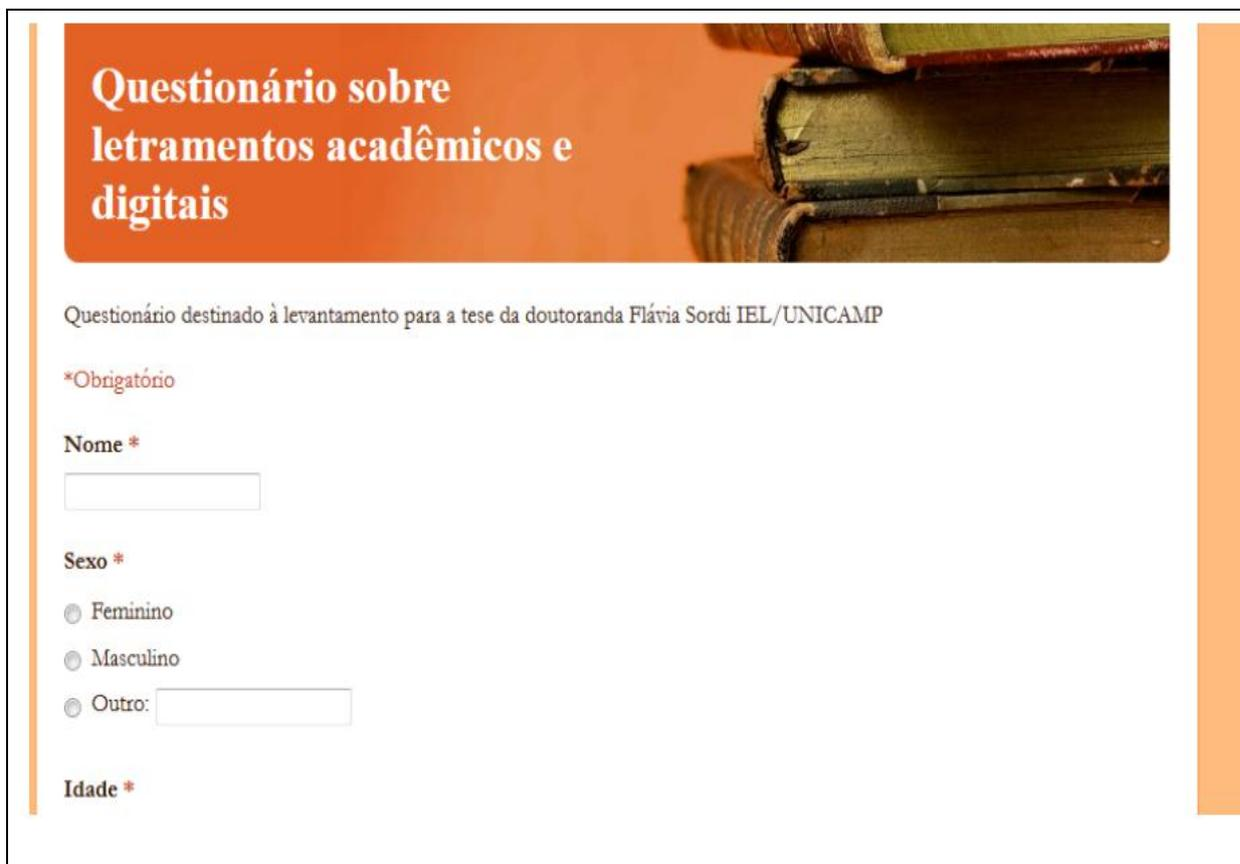 Questionário sobre
letramentos acadêmicos e
digitais
Questionário destinado à levantamento para a tese da doutoranda Flávia Sordi IEL/UNICAMP
*Obrigatório
Nome *
Sexo *
Feminino
Masculino
Outro:
Idade *